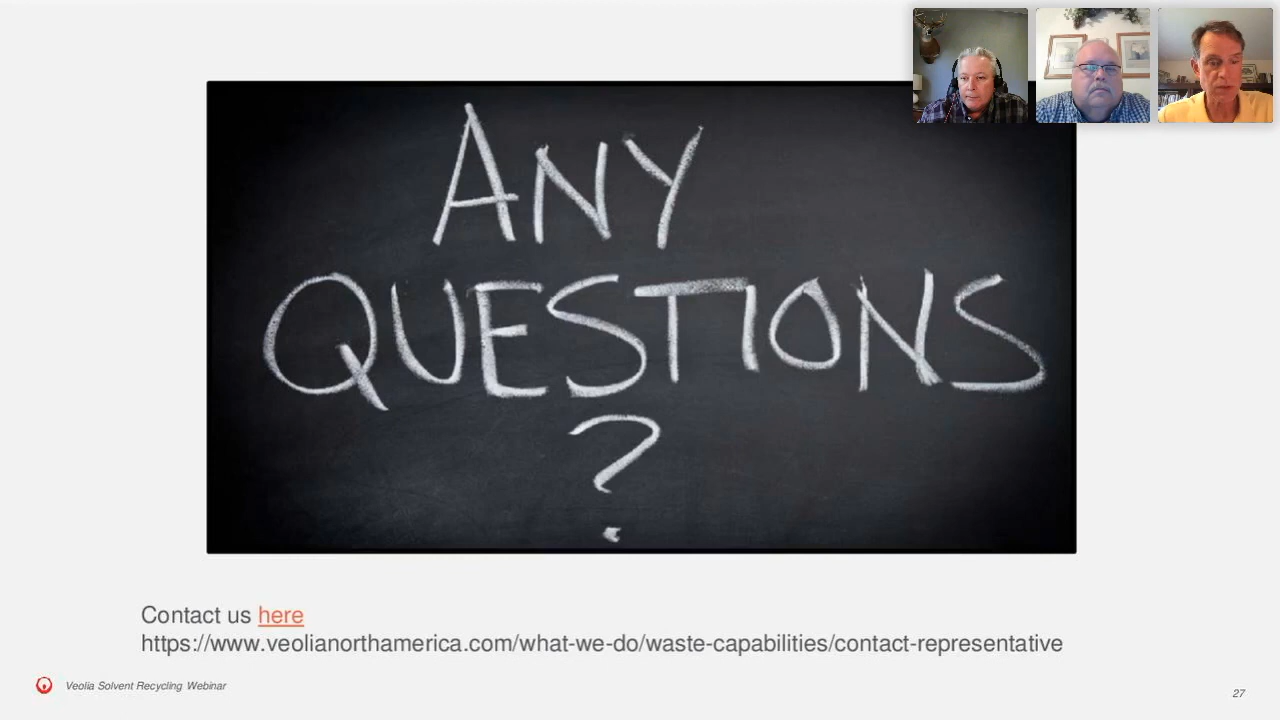 ANY
QUESTIONS
?
Contact us here
https://www.veolianorthamerica.com/what-we-do/waste-capabilities/contact-representative
Veolia Solvent Recycling Webinar
27